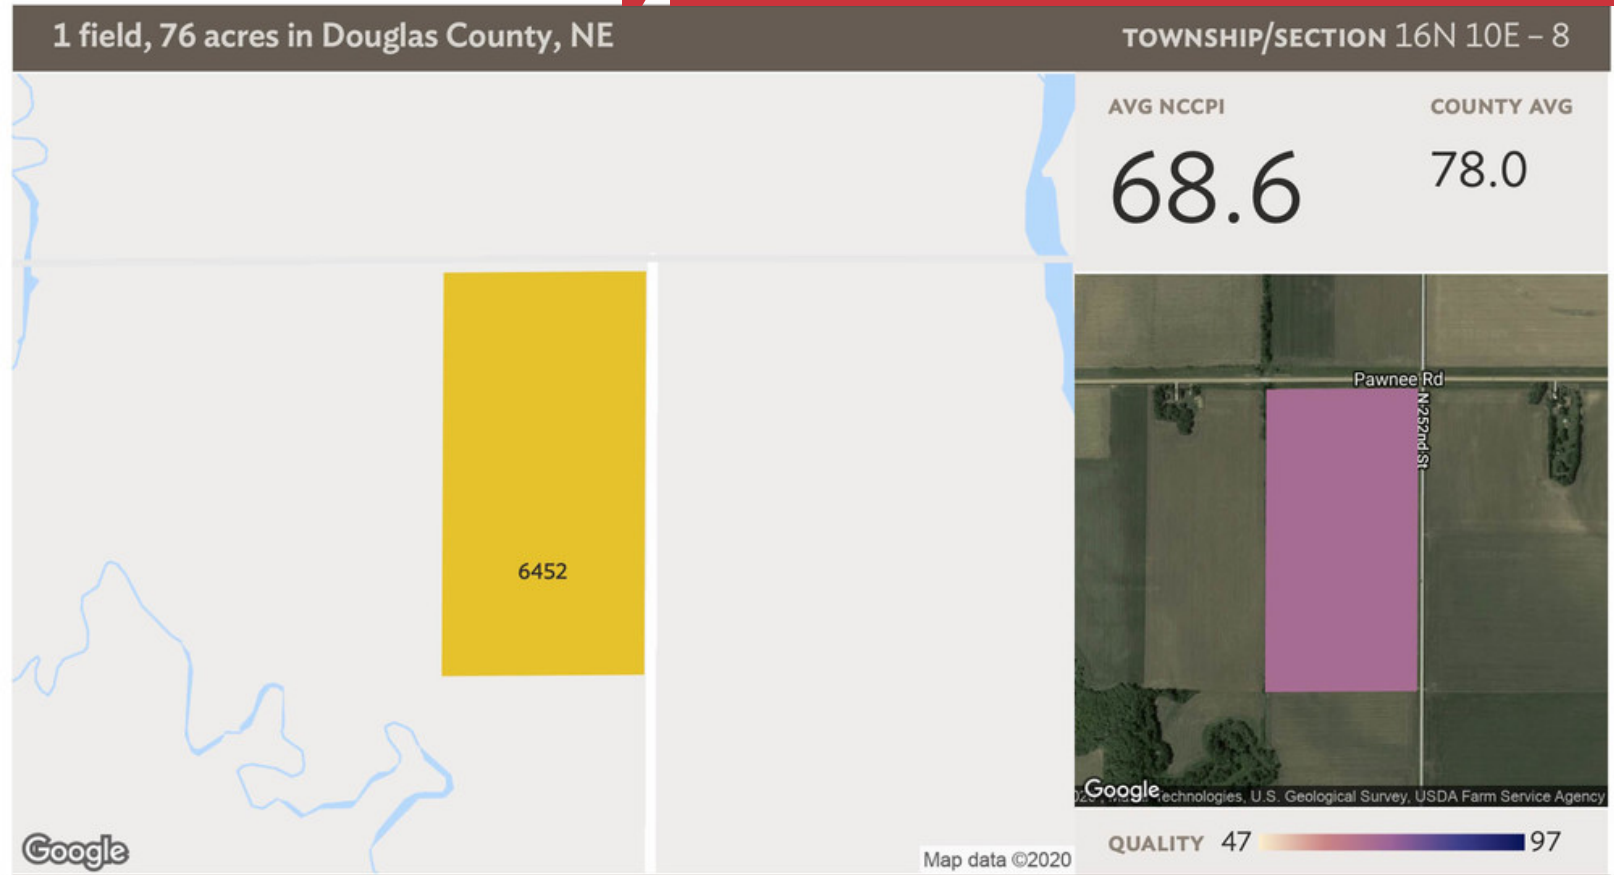 1 field, 76 acres in Douglas County, NE
TOWNSHIP/SECTION 16N 10E – 8
AVG NCCPI
COUNTY AVG
68.6
78.0
Pawnee Rd
N 252nd St
6452
Google
Technologies, U.S. Geological Survey, USDA Farm Service Agency
Google
Map data ©2020
QUALITY 47 97